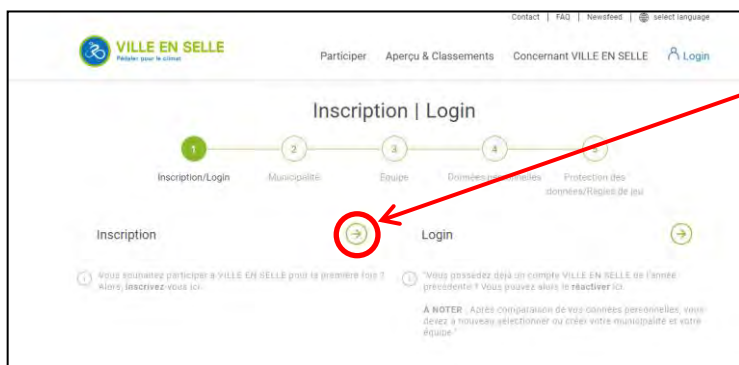 Contact | FAQ | Newsfeed | select language
VILLE EN SELLE
Pédaler pour le climat
Participer Aperçu & Classements Concernant VILLE EN SELLE Login
Inscription | Login
1 2 3 4 5
Inscription/Login Municipalité Equipe Données personnelles Protection des
données/Règles de jeu
Inscription
Login
Vous souhaitez participer à VILLE EN SELLE pour la première fois ?
Alors, inscrivez-vous ici.
"Vous possédez déjà un compte VILLE EN SELLE de l'année
précédente ? Vous pouvez alors le réactiver ici.
À NOTER : Après comparaison de vos données personnelles, vous
devez à nouveau sélectionner ou créer votre municipalité et votre
équipe."